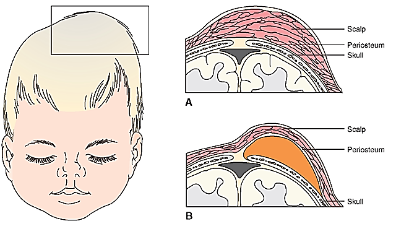 Scalp
Periosteum
Skull
A
Scalp
Periosteum
Skull
B